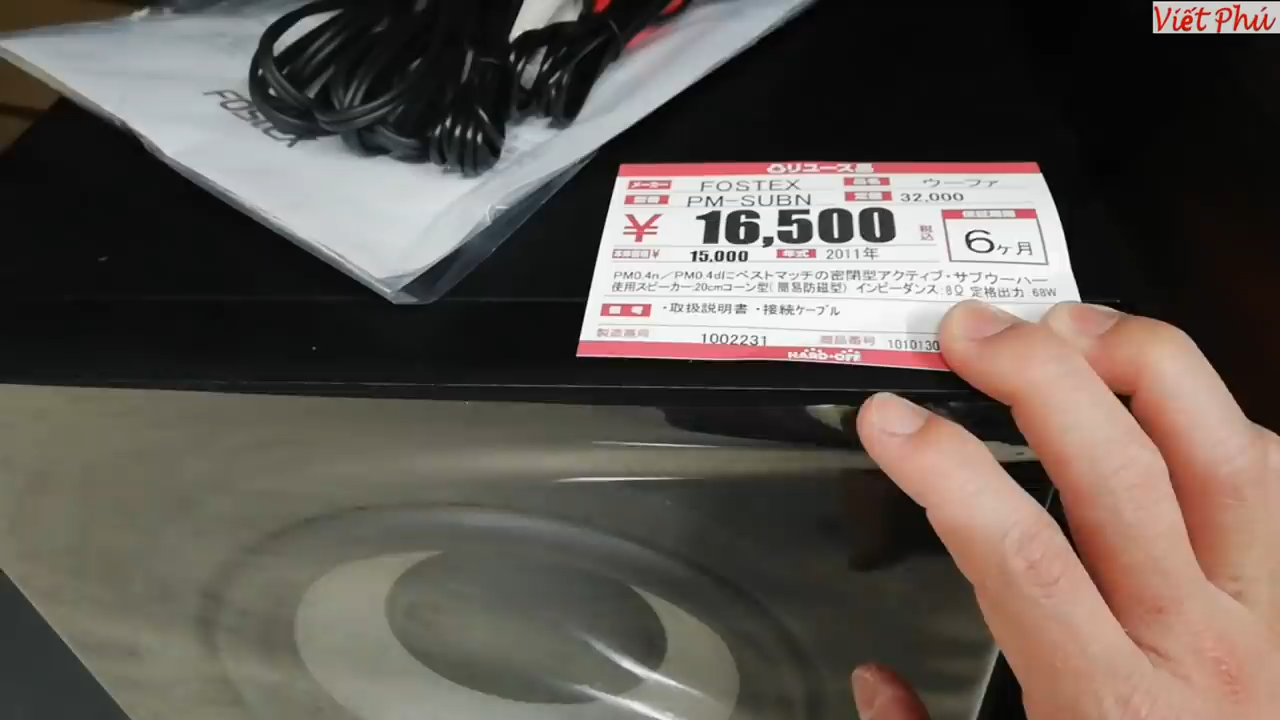 Việt Phú
FOSTEX
リユース品
メーカー FOSTEX 品名 ウーファ
型番 PM-SUBN 定価 32,000
¥16,500 税込
保証期間
6ヶ月
本体価格¥ 15,000 年式 2011年
PM0.4n/PM0.4dにベストマッチの密閉型アクティブ・サブウーハー
使用スピーカー:20cmコーン型(簡易防磁型) インピーダンス:8Ω 定格出力 68W
備考 ・取扱説明書・接続ケーブル
製造番号 1002231 商品番号 1010130
HARD・OFF